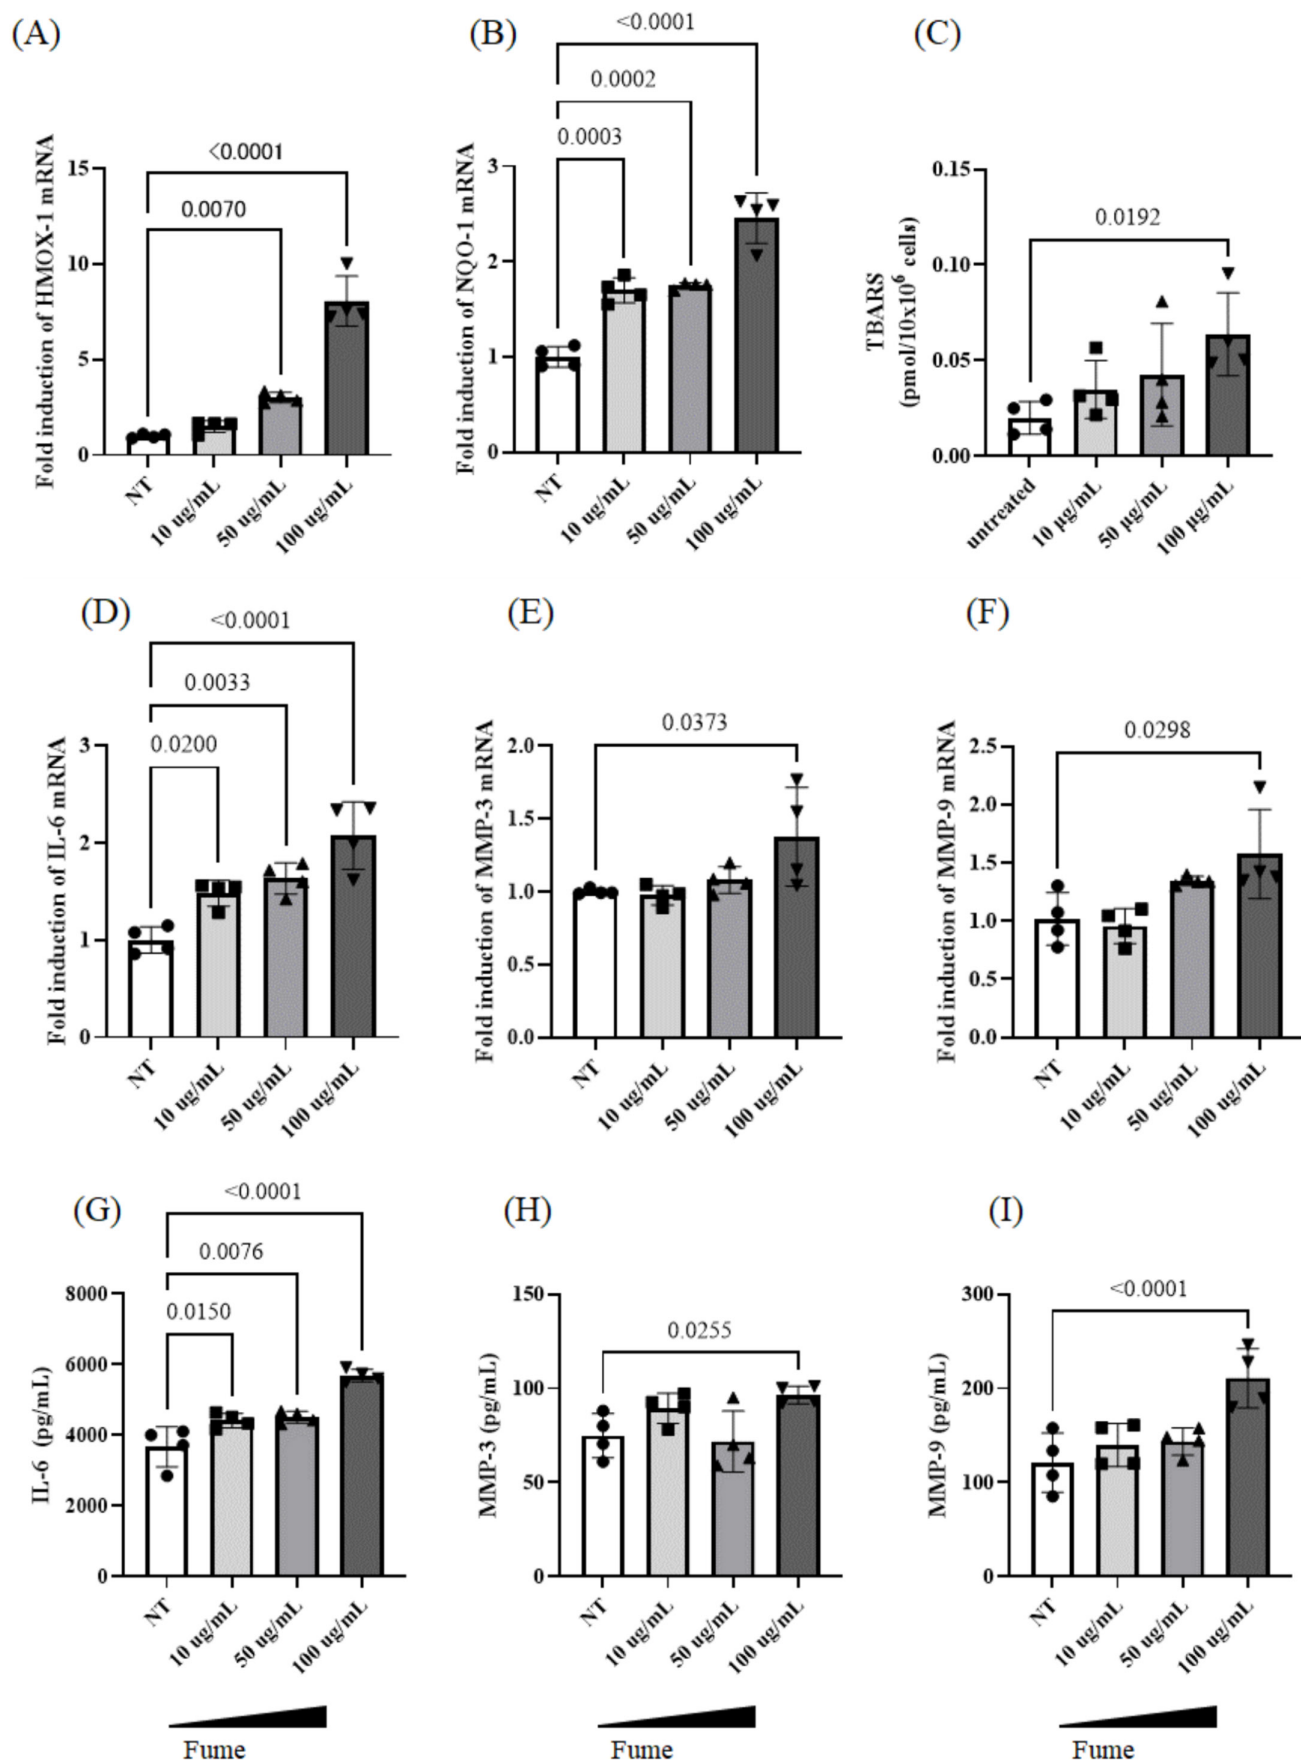 (A)
Fold induction of HMOX-1 mRNA
<0.0001
0.0070
15
10
5
0
NT
10 ug/mL
50 ug/mL
100 ug/mL
(B)
Fold induction of NQO-1 mRNA
<0.0001
0.0002
0.0003
3
2
1
0
NT
10 ug/mL
50 ug/mL
100 ug/mL
(C)
TBARS
(pmol/10x10⁶ cells)
0.0192
0.15
0.10
0.05
0.00
untreated
10 µg/mL
50 µg/mL
100 µg/mL
(D)
Fold induction of IL-6 mRNA
<0.0001
0.0033
0.0200
3
2
1
0
NT
10 ug/mL
50 ug/mL
100 ug/mL
(E)
Fold induction of MMP-3 mRNA
0.0373
2.0
1.5
1.0
0.5
0.0
NT
10 ug/mL
50 ug/mL
100 ug/mL
(F)
Fold induction of MMP-9 mRNA
0.0298
2.5
2.0
1.5
1.0
0.5
0.0
NT
10 ug/mL
50 ug/mL
100 ug/mL
(G)
IL-6 (pg/mL)
<0.0001
0.0076
0.0150
8000
6000
4000
2000
0
NT
10 ug/mL
50 ug/mL
100 ug/mL
Fume
(H)
MMP-3 (pg/mL)
0.0255
150
100
50
0
NT
10 ug/mL
50 ug/mL
100 ug/mL
Fume
(I)
MMP-9 (pg/mL)
<0.0001
300
200
100
0
NT
10 ug/mL
50 ug/mL
100 ug/mL
Fume